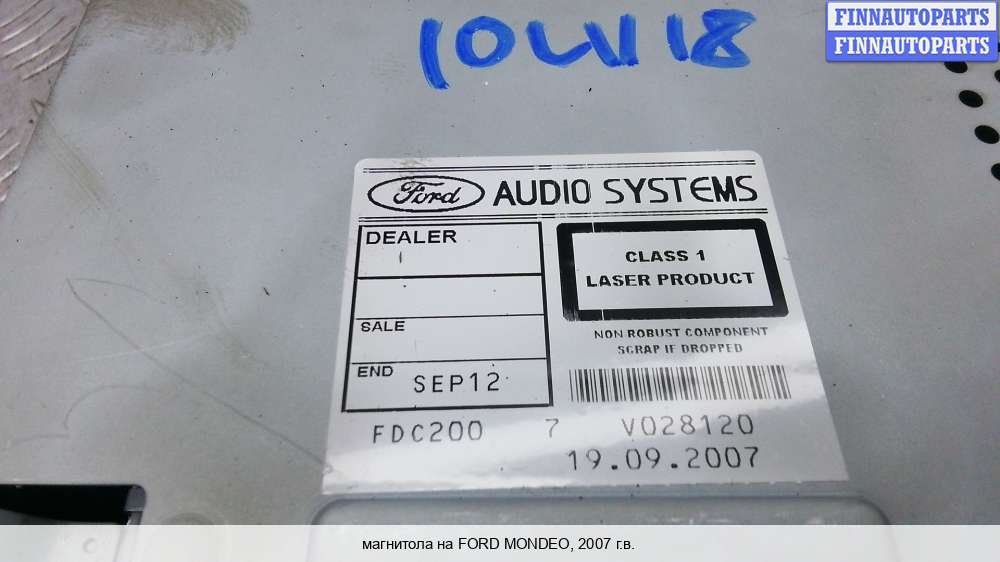 FINNAUTOPARTS
FINNAUTOPARTS
Ford AUDIO SYSTEMS
DEALER
CLASS 1
LASER PRODUCT
SALE
NON-ROBUST COMPONENT
SCRAP IF DROPPED
END SEP12
FDC200 7 V028120
19.09.2007
магнитола на FORD MONDEO, 2007 г.в.